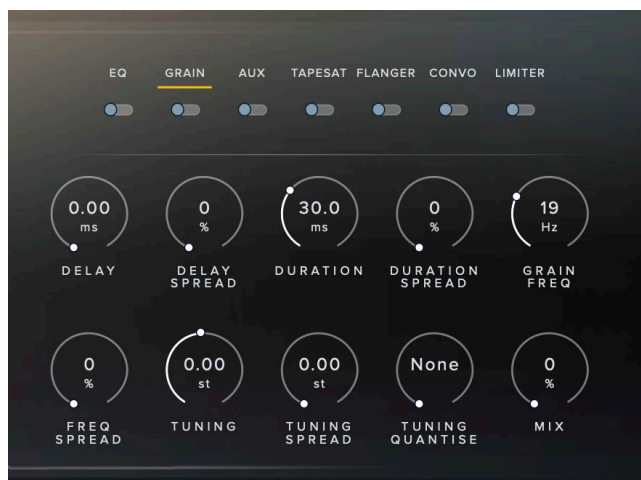 EQ GRAIN AUX TAPESAT FLANGER CONVO LIMITER
0.00 0 30.0 0 19
ms % ms % Hz
DELAY DELAY DURATION DURATION GRAIN
SPREAD SPREAD FREQ
0 0.00 0.00 None 0
% st st %
FREQ TUNING TUNING TUNING MIX
SPREAD SPREAD QUANTISE